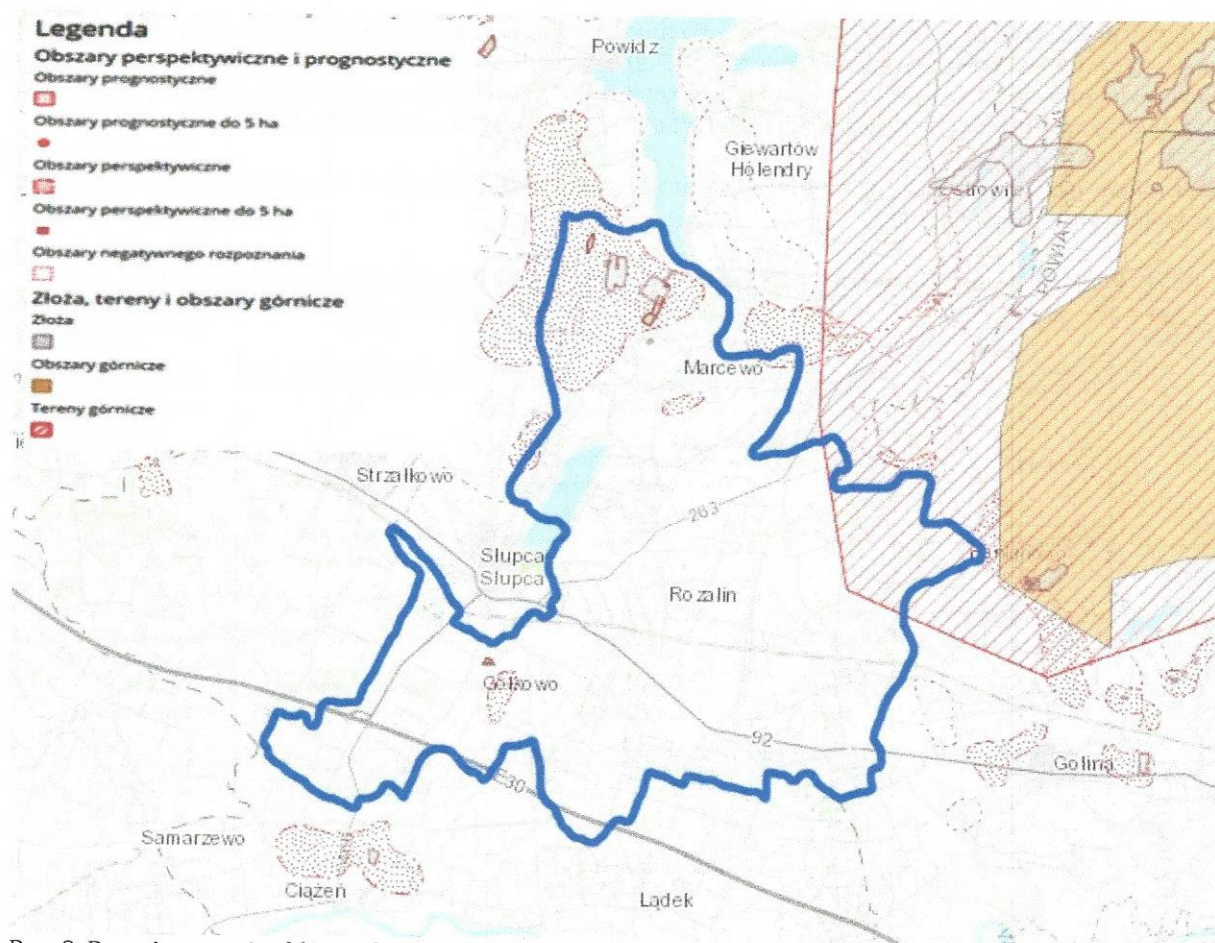 Legenda
Obszary perspektywiczne i prognostyczne
Obszary prognostyczne
Obszary prognostyczne do 5 ha
Obszary perspektywiczne
Obszary perspektywiczne do 5 ha
Obszary negatywnego rozpoznania
Złoża, tereny i obszary górnicze
Złoża
Obszary górnicze
Tereny górnicze
Powidz
Giewartów
Holendry
Marcewo
Strzałkowo
263
Słupca
Słupca
Rozalin
92
E30
Golina
Samarzewo
Ciążeń
Lądek